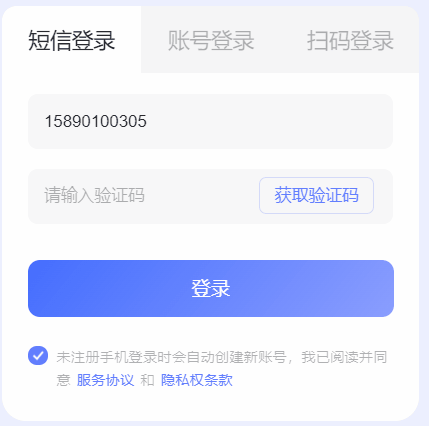 短信登录 账号登录 扫码登录
15890100305
请输入验证码 获取验证码
登录
未注册手机登录时会自动创建新账号，我已阅读并同
意 服务协议 和 隐私权条款